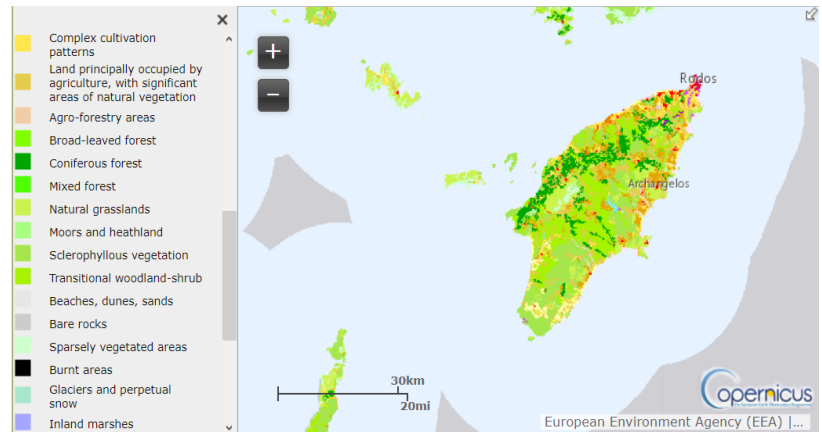 Complex cultivation
patterns
Land principally occupied by
agriculture, with significant
areas of natural vegetation
Agro-forestry areas
Broad-leaved forest
Coniferous forest
Mixed forest
Natural grasslands
Moors and heathland
Sclerophyllous vegetation
Transitional woodland-shrub
Beaches, dunes, sands
Bare rocks
Sparsely vegetated areas
Burnt areas
Glaciers and perpetual
snow
Inland marshes
+
−
Rodos
Archangelos
30km
20mi
opernicus
European Environment Agency (EEA) |...